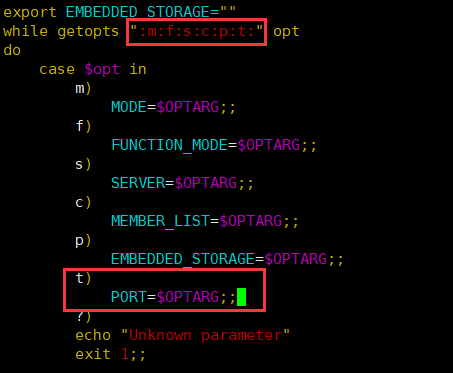 export EMBEDDED_STORAGE=""
while getopts ":m:f:s:c:p:t:" opt
do
    case $opt in
        m)
            MODE=$OPTARG;;
        f)
            FUNCTION_MODE=$OPTARG;;
        s)
            SERVER=$OPTARG;;
        c)
            MEMBER_LIST=$OPTARG;;
        p)
            EMBEDDED_STORAGE=$OPTARG;;
        t)
            PORT=$OPTARG;;
        ?)
        echo "Unknown parameter"
        exit 1;;